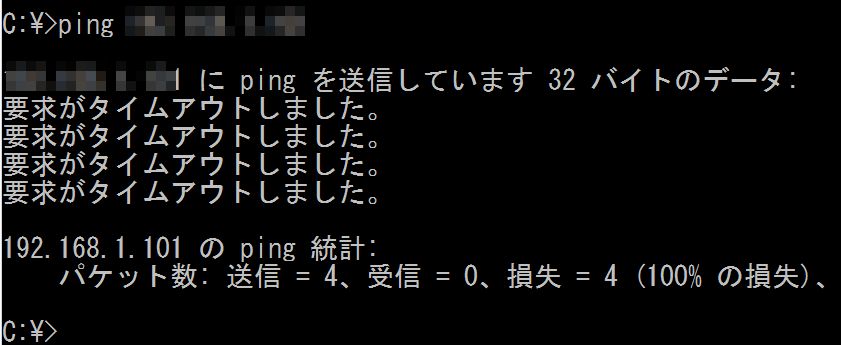 C:¥>ping
に ping を送信しています 32 バイトのデータ:
要求がタイムアウトしました。
要求がタイムアウトしました。
要求がタイムアウトしました。
要求がタイムアウトしました。
192.168.1.101 の ping 統計:
パケット数: 送信 = 4、受信 = 0、損失 = 4 (100% の損失)、
C:¥>